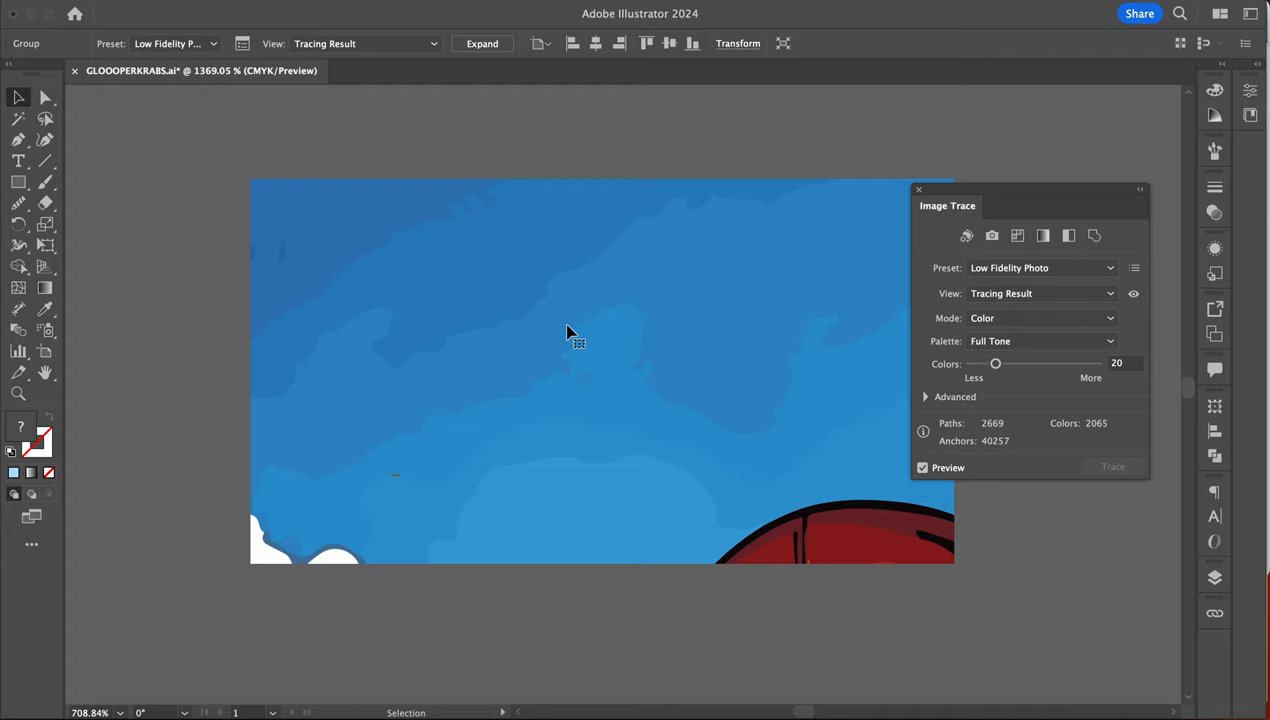 Adobe Illustrator 2024
Share
Group
Preset: Low Fidelity P...
View: Tracing Result
Expand
Transform
× GLOOOPERKRABS.ai* @ 1369.05 % (CMYK/Preview)
Image Trace
Preset: Low Fidelity Photo
View: Tracing Result
Mode: Color
Palette: Full Tone
Colors: 20
Less More
Advanced
Paths: 2669 Colors: 2065
Anchors: 40257
Preview Trace
?
708.84% 0° 1 Selection